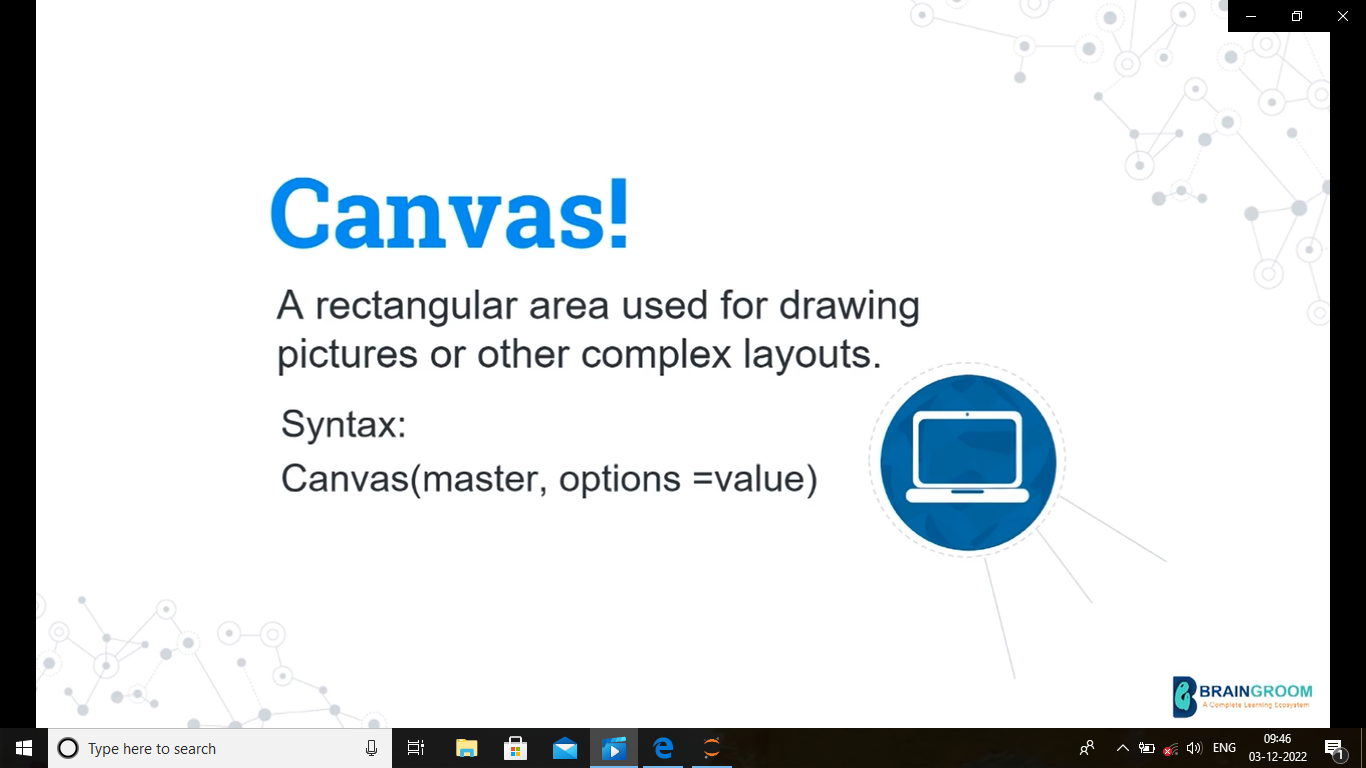 Canvas!
A rectangular area used for drawing
pictures or other complex layouts.
Syntax:
Canvas(master, options =value)
BRAINGROOM
A Complete Learning Ecosystem
Type here to search
ENG
09:46
03-12-2022
1